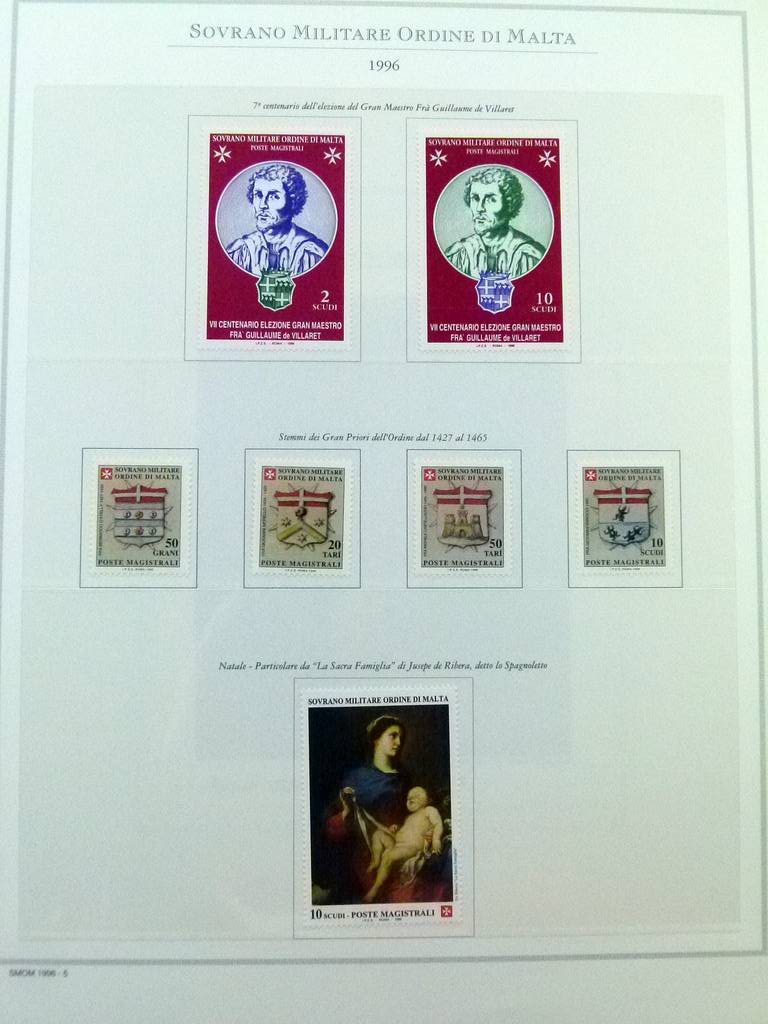 SOVRANO MILITARE ORDINE DI MALTA
1996
7º centenario dell'elezione del Gran Maestro Frà Guillaume de Villaret
SOVRANO MILITARE ORDINE DI MALTA
POSTE MAGISTRALI
2
SCUDI
VII CENTENARIO ELEZIONE GRAN MAESTRO
FRA' GUILLAUME de VILLARET
I.P.Z.S. - ROMA - 1996
SOVRANO MILITARE ORDINE DI MALTA
POSTE MAGISTRALI
10
SCUDI
VII CENTENARIO ELEZIONE GRAN MAESTRO
FRA' GUILLAUME de VILLARET
I.P.Z.S. - ROMA - 1996
Stemmi dei Gran Priori dell'Ordine dal 1427 al 1465
SOVRANO MILITARE
ORDINE DI MALTA
50
GRANI
POSTE MAGISTRALI
SOVRANO MILITARE
ORDINE DI MALTA
20
TARI
POSTE MAGISTRALI
SOVRANO MILITARE
ORDINE DI MALTA
50
TARI
POSTE MAGISTRALI
SOVRANO MILITARE
ORDINE DI MALTA
10
SCUDI
POSTE MAGISTRALI
Natale - Particolare da "La Sacra Famiglia" di Jusepe de Ribera, detto lo Spagnoletto
SOVRANO MILITARE ORDINE DI MALTA
10 SCUDI - POSTE MAGISTRALI
SMOM 1996 - 5